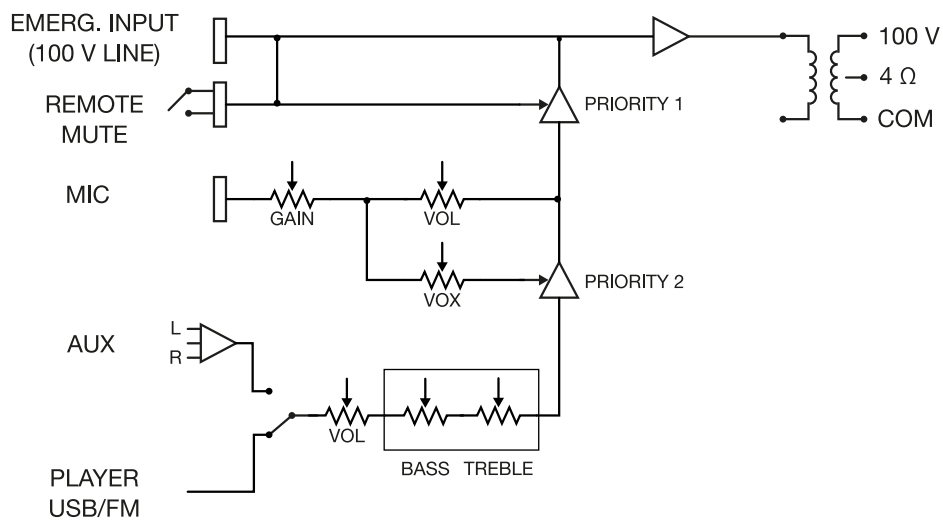 EMERG. INPUT
(100 V LINE)
REMOTE
MUTE
PRIORITY 1
100 V
4 Ω
COM
MIC
GAIN
VOL
VOX
PRIORITY 2
AUX
L
R
VOL
BASS TREBLE
PLAYER
USB/FM